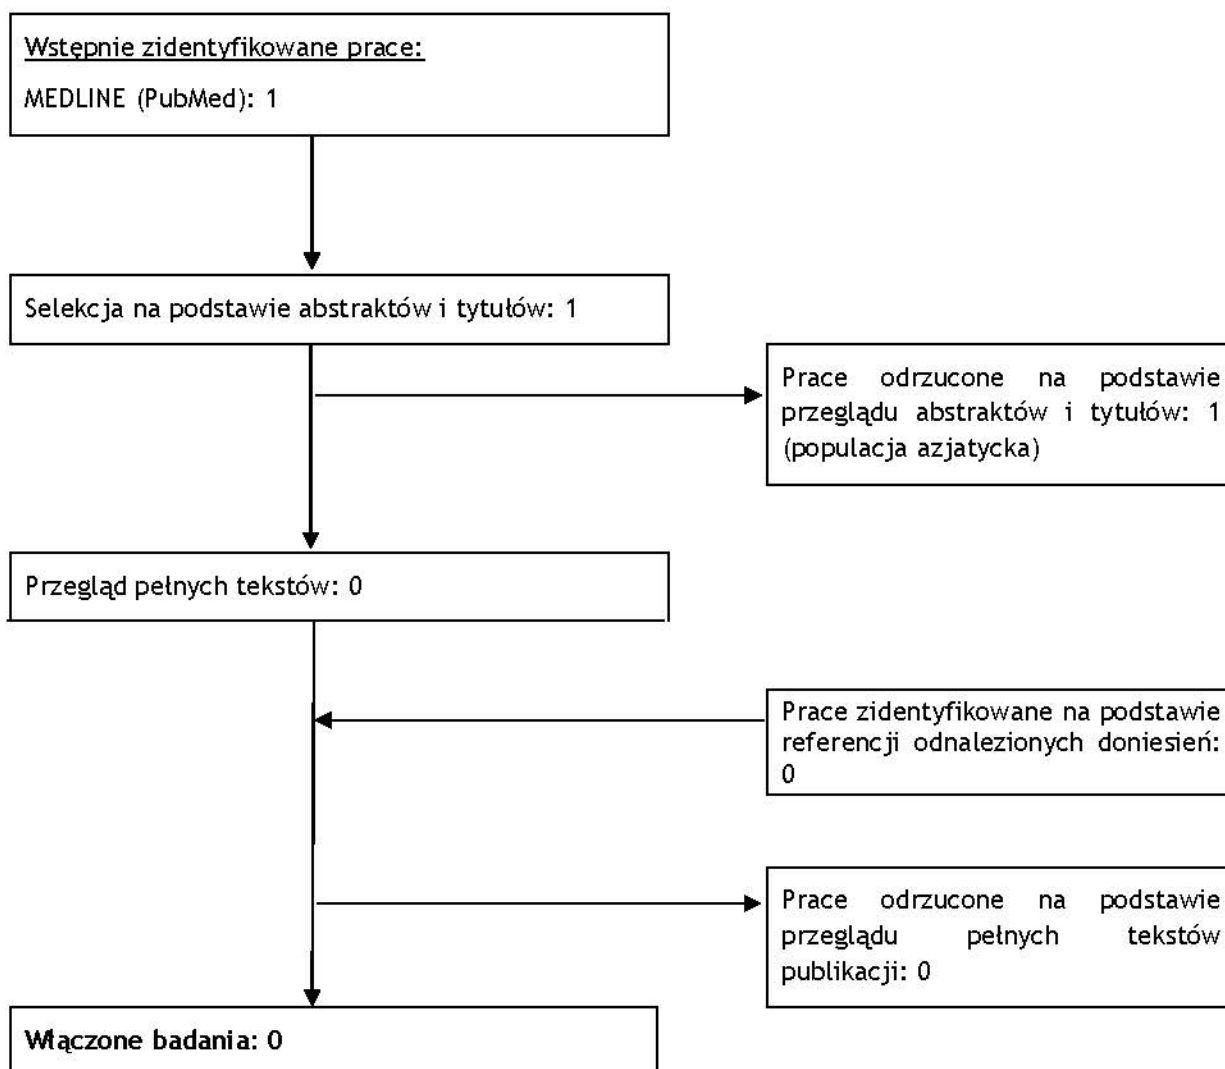 Wstępnie zidentyfikowane prace:
MEDLINE (PubMed): 1
Selekcja na podstawie abstraktów i tytułów: 1
Prace odrzucone na podstawie
przeglądu abstraktów i tytułów: 1
(populacja azjatycka)
Przegląd pełnych tekstów: 0
Prace zidentyfikowane na podstawie
referencji odnalezionych doniesień:
0
Prace odrzucone na podstawie
przeglądu pełnych tekstów
publikacji: 0
Włączone badania: 0